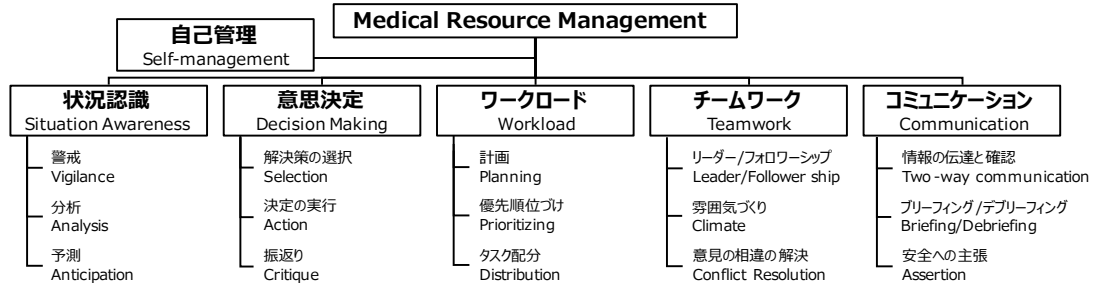 Medical Resource Management
自己管理
Self-management
状況認識
Situation Awareness
警戒
Vigilance
分析
Analysis
予測
Anticipation
意思決定
Decision Making
解決策の選択
Selection
決定の実行
Action
振返り
Critique
ワークロード
Workload
計画
Planning
優先順位づけ
Prioritizing
タスク配分
Distribution
チームワーク
Teamwork
リーダー/フォロワーシップ
Leader/Follower ship
雰囲気づくり
Climate
意見の相違の解決
Conflict Resolution
コミュニケーション
Communication
情報の伝達と確認
Two-way communication
ブリーフィング/デブリーフィング
Briefing/Debriefing
安全への主張
Assertion